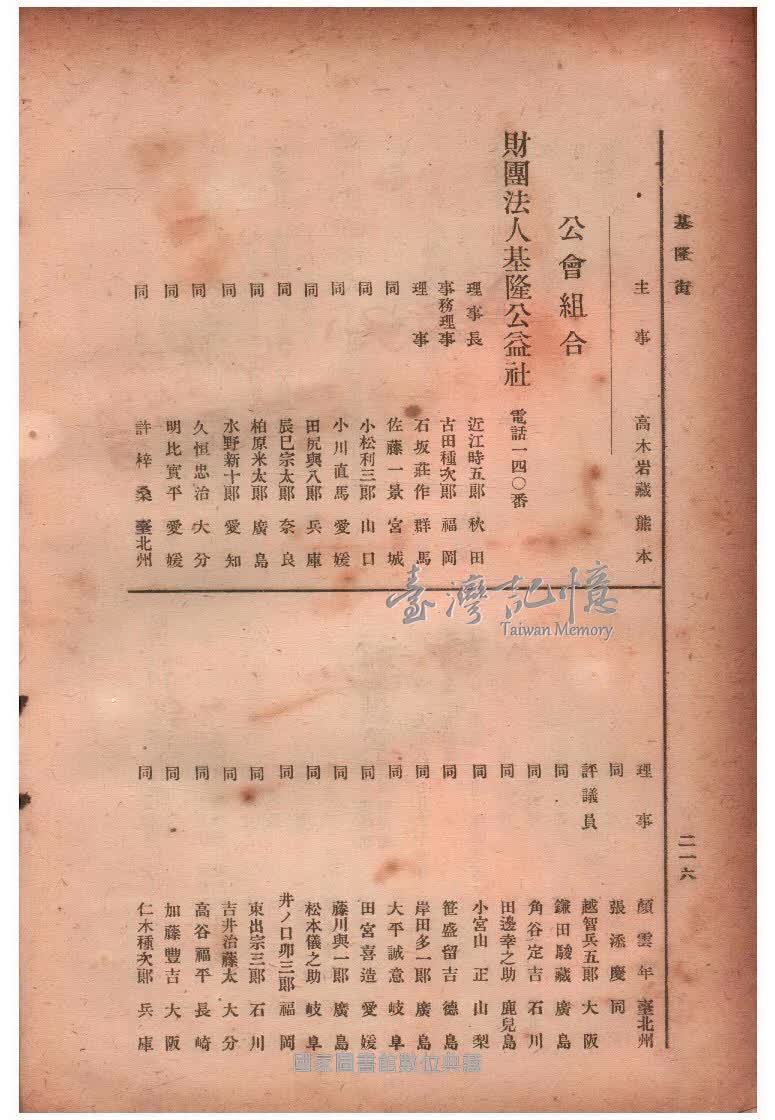 基隆街
主事 高木岩藏 熊本
公會組合
財團法人基隆公益社 電話一四〇番
理事長 近江時五郎 秋田
事務理事 古田種次郎 福岡
理事 石坂莊作 群馬
同 佐藤一景 宮城
同 小松利三郎 山口
同 小川直馬 愛媛
同 田尻與八郎 兵庫
同 辰巳宗太郎 奈良
同 柏原米太郎 廣島
同 水野新十郎 愛知
同 久恒忠治 大分
同 明比實平 愛媛
同 許梓桑 臺北州
理事 顏雲年 臺北州
同 張添慶 同
評議員 越智兵五郎 大阪
同 鎌田駿藏 廣島
同 角谷定吉 石川
同 田邊幸之助 鹿兒島
同 小宮山正 山梨
同 笹盛留吉 德島
同 岸田多一郎 廣島
同 大平誠意 岐阜
同 田宮喜造 愛媛
同 藤川與一郎 廣島
同 松本儀之助 岐阜
同 井ノ口卯三郎 福岡
同 東出宗三郎 石川
同 吉井治藤太 大分
同 高谷福平 長崎
同 加藤豐吉 大阪
同 仁木種次郎 兵庫
二一六
臺灣記憶
Taiwan Memory
國家圖書館數位典藏